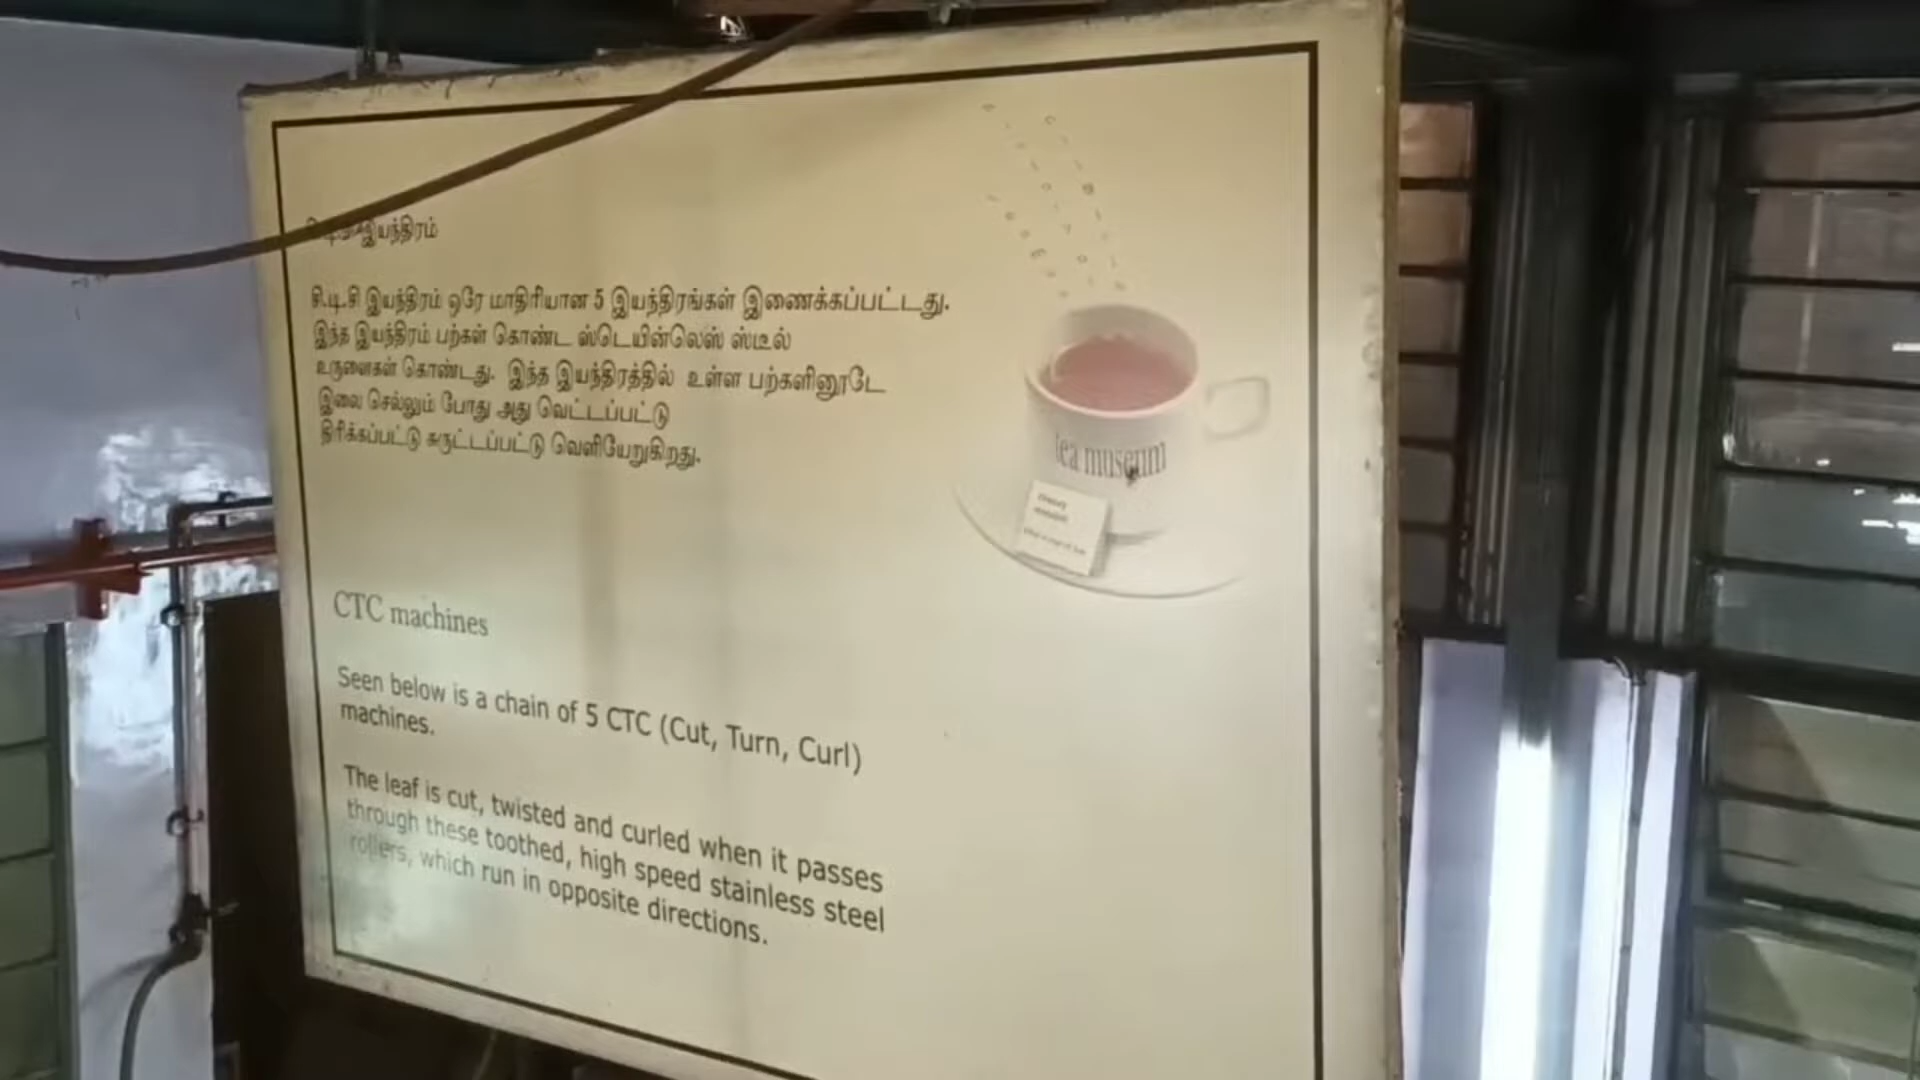 சி.டி.சி இயந்திரம்
சி.டி.சி இயந்திரம் ஒரே மாதிரியான 5 இயந்திரங்கள் இணைக்கப்பட்டது.
இந்த இயந்திரம் பற்கள் கொண்ட ஸ்டெயின்லெஸ் ஸ்டீல்
உருளைகள் கொண்டது. இந்த இயந்திரத்தில் உள்ள பற்களினூடே
இலை செல்லும் போது அது வெட்டப்பட்டு
திரிக்கப்பட்டு சுருட்டப்பட்டு வெளியேறுகிறது.
tea museum
CTC machines
Seen below is a chain of 5 CTC (Cut, Turn, Curl)
machines.
The leaf is cut, twisted and curled when it passes
through these toothed, high speed stainless steel
rollers, which run in opposite directions.